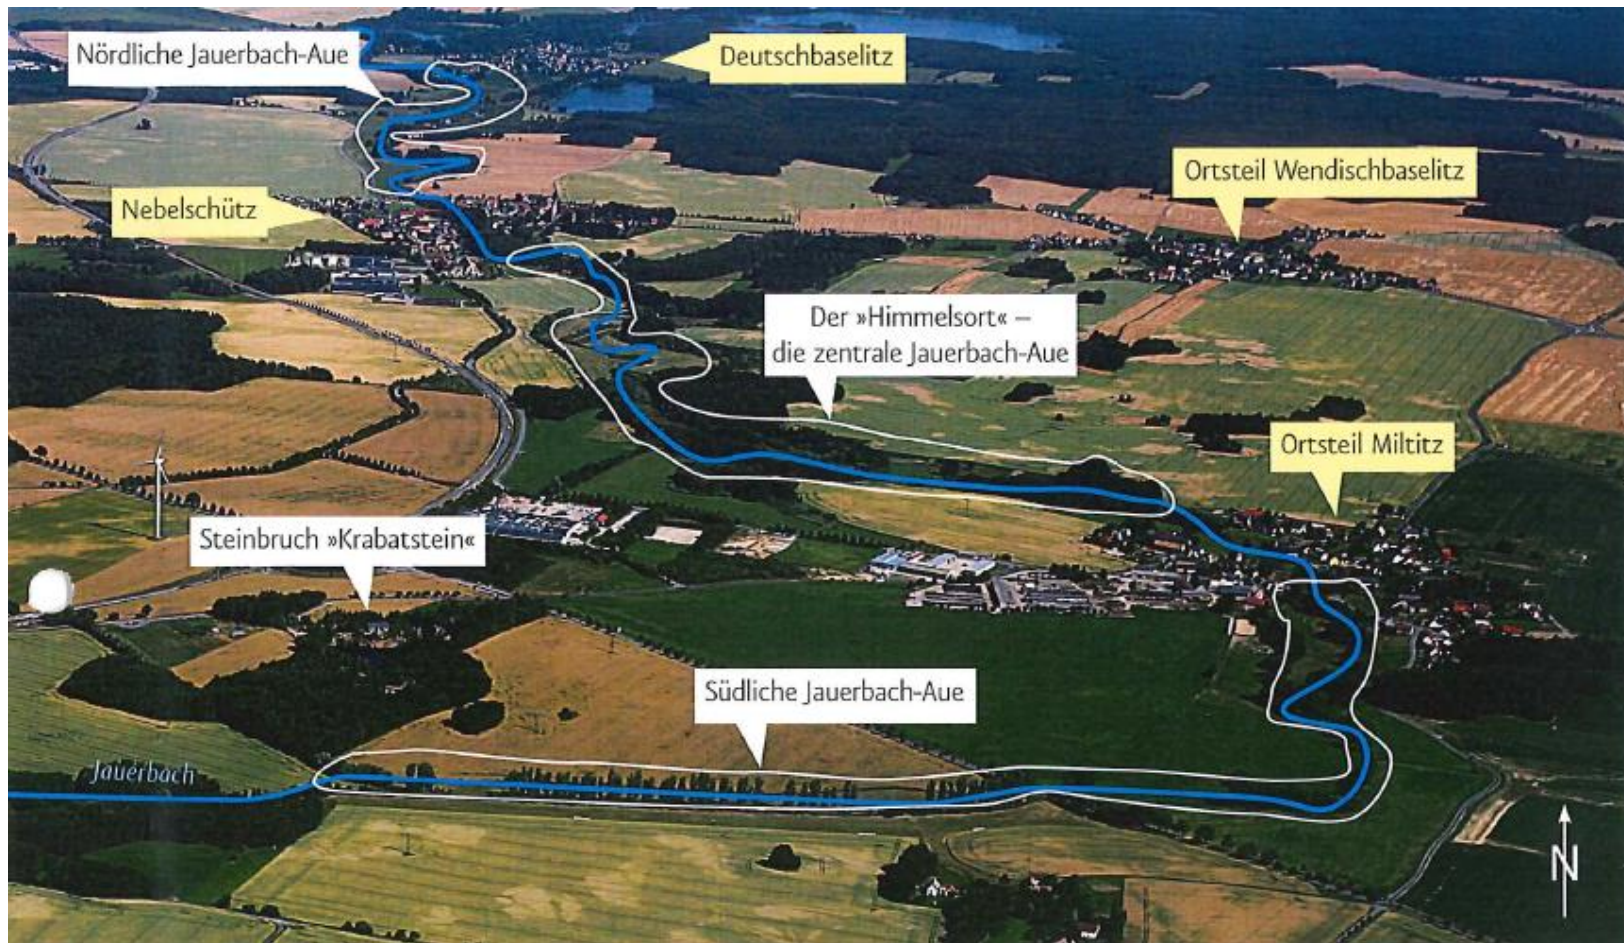 Nördliche Jauerbach-Aue
Deutschbaselitz
Ortsteil Wendischbaselitz
Nebelschütz
Der »Himmelsort« –
die zentrale Jauerbach-Aue
Ortsteil Miltitz
Steinbruch »Krabatstein«
Südliche Jauerbach-Aue
Jauerbach
N